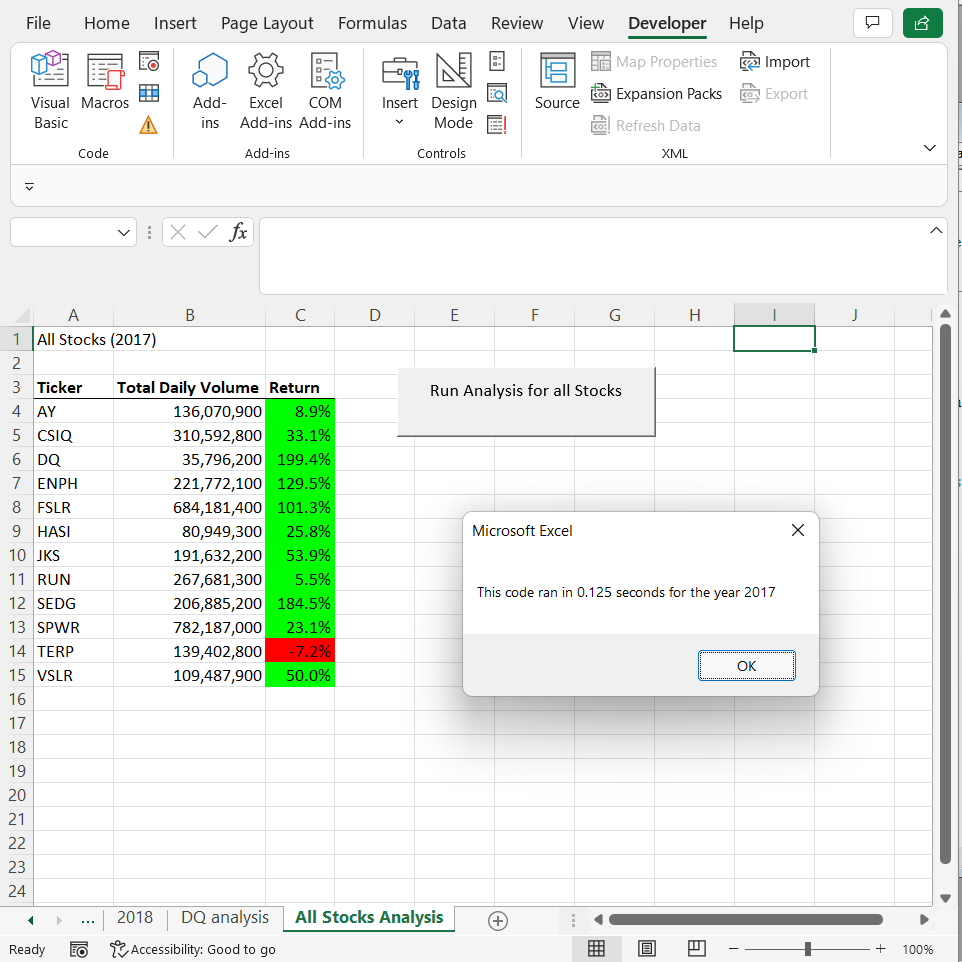 File Home Insert Page Layout Formulas Data Review View Developer Help
Visual Basic Macros Add-ins Excel Add-ins COM Add-ins Insert Design Mode Source Map Properties Import
Expansion Packs Export
Refresh Data
Code Add-ins Controls XML
fx
A B C D E F G H I J
1 All Stocks (2017)
2
3 Ticker Total Daily Volume Return
Run Analysis for all Stocks
4 AY 136,070,900 8.9%
5 CSIQ 310,592,800 33.1%
6 DQ 35,796,200 199.4%
7 ENPH 221,772,100 129.5%
8 FSLR 684,181,400 101.3%
9 HASI 80,949,300 25.8%
10 JKS 191,632,200 53.9%
11 RUN 267,681,300 5.5%
12 SEDG 206,885,200 184.5%
13 SPWR 782,187,000 23.1%
14 TERP 139,402,800 -7.2%
15 VSLR 109,487,900 50.0%
16
17
18
19
20
21
22
23
24
Microsoft Excel
This code ran in 0.125 seconds for the year 2017
OK
... 2018 DQ analysis All Stocks Analysis
Ready Accessibility: Good to go 100%